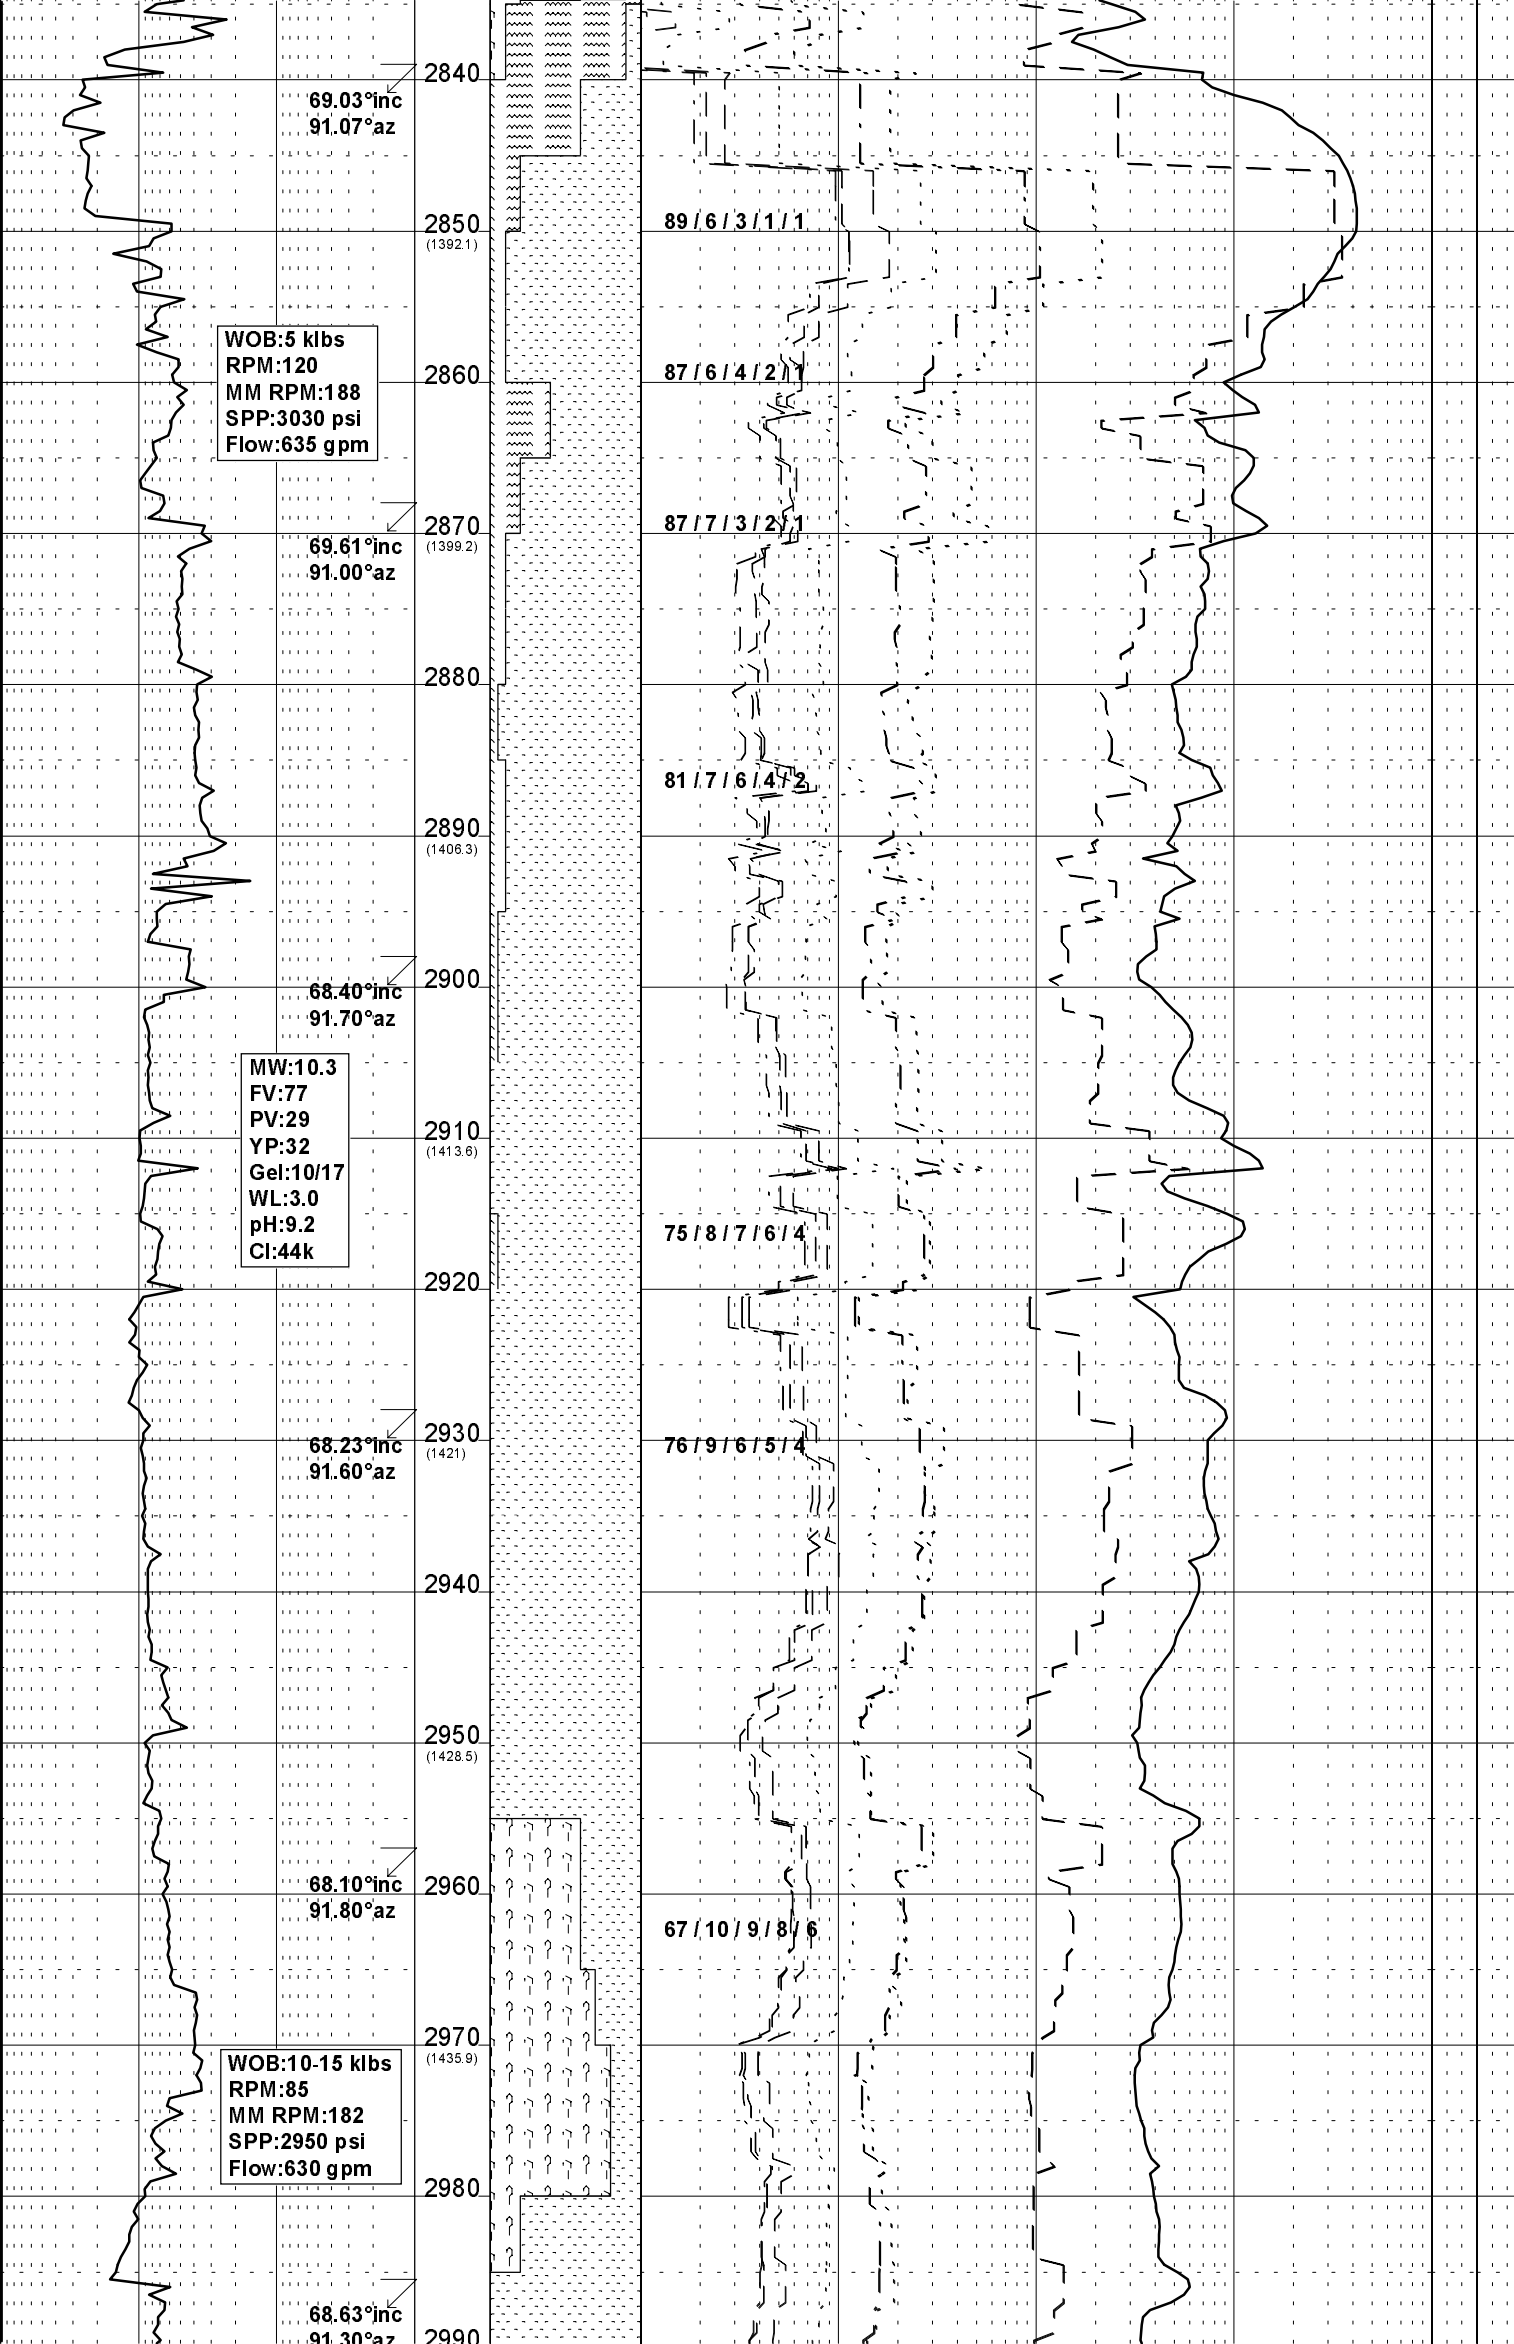 2840
69.03°inc
91.07°az
2850
(1392.1)
89 / 6 / 3 / 1 / 1
WOB:5 klbs
RPM:120
MM RPM:188
SPP:3030 psi
Flow:635 gpm
2860
87 / 6 / 4 / 2 / 1
2870
(1399.2)
87 / 7 / 3 / 2 / 1
69.61°inc
91.00°az
2880
81 / 7 / 6 / 4 / 2
2890
(1406.3)
2900
68.40°inc
91.70°az
MW:10.3
FV:77
PV:29
YP:32
Gel:10/17
WL:3.0
pH:9.2
Cl:44k
2910
(1413.6)
75 / 8 / 7 / 6 / 4
2920
2930
(1421)
76 / 9 / 6 / 5 / 4
68.23°inc
91.60°az
2940
2950
(1428.5)
2960
68.10°inc
91.80°az
67 / 10 / 9 / 8 / 6
2970
(1435.9)
WOB:10-15 klbs
RPM:85
MM RPM:182
SPP:2950 psi
Flow:630 gpm
2980
68.63°inc
91.30°az
2990